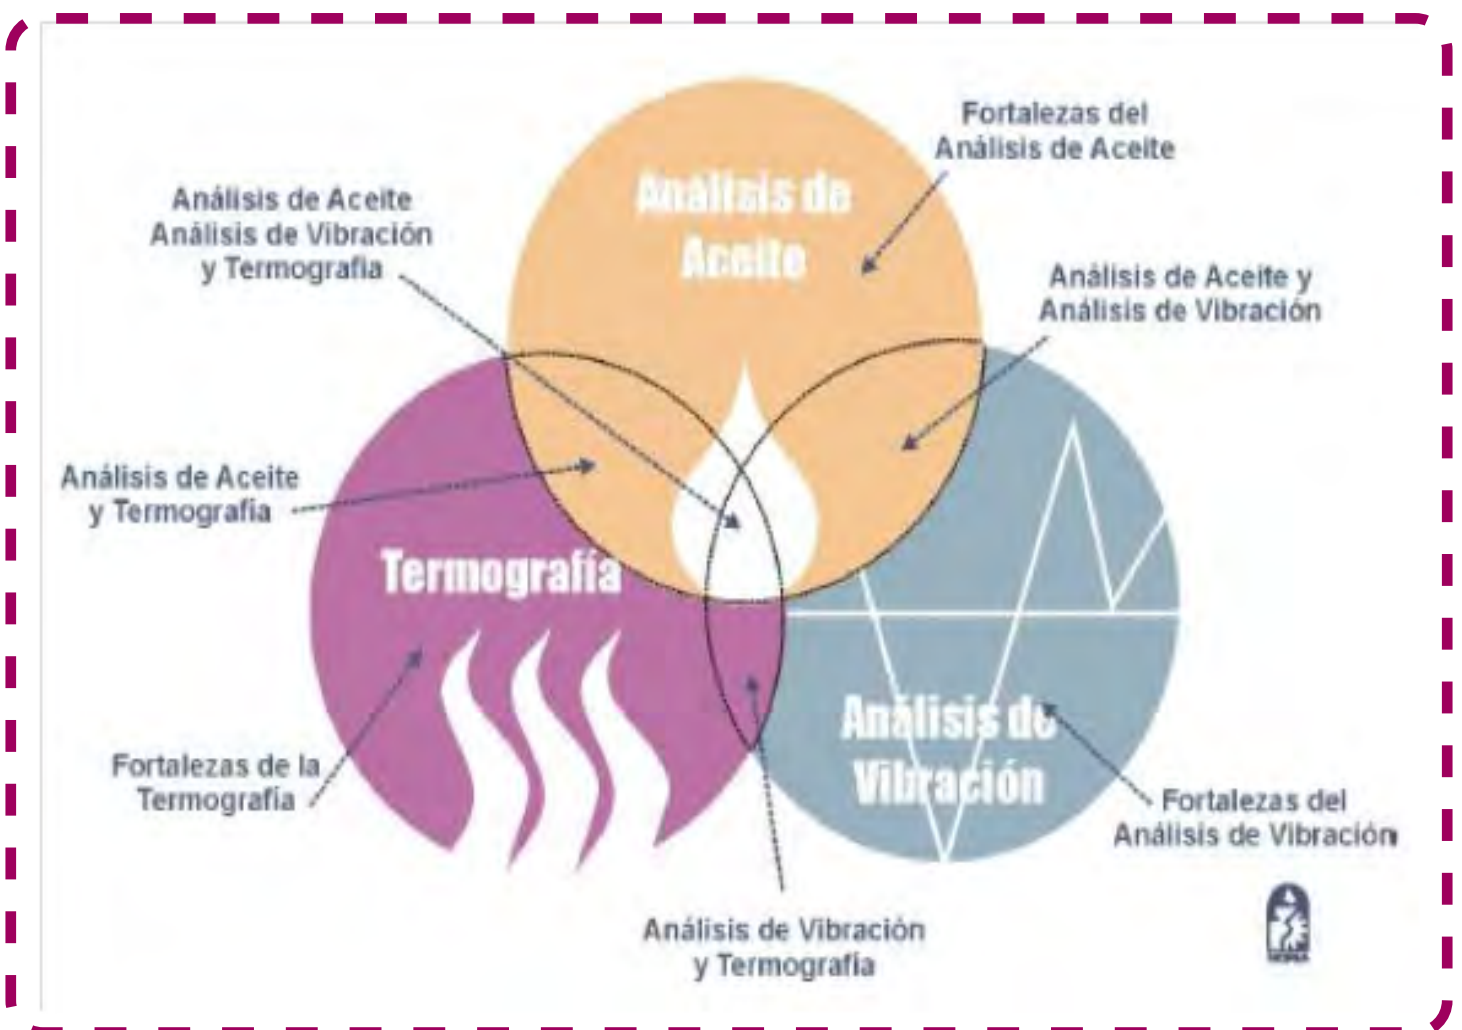 Fortalezas del
Análisis de Aceite
Análisis de
Aceite
Análisis de Aceite
Análisis de Vibración
y Termografía
Análisis de Aceite y
Análisis de Vibración
Análisis de Aceite
y Termografía
Termografía
Análisis de
Vibración
Fortalezas de la
Termografía
Fortalezas del
Análisis de Vibración
Análisis de Vibración
y Termografía